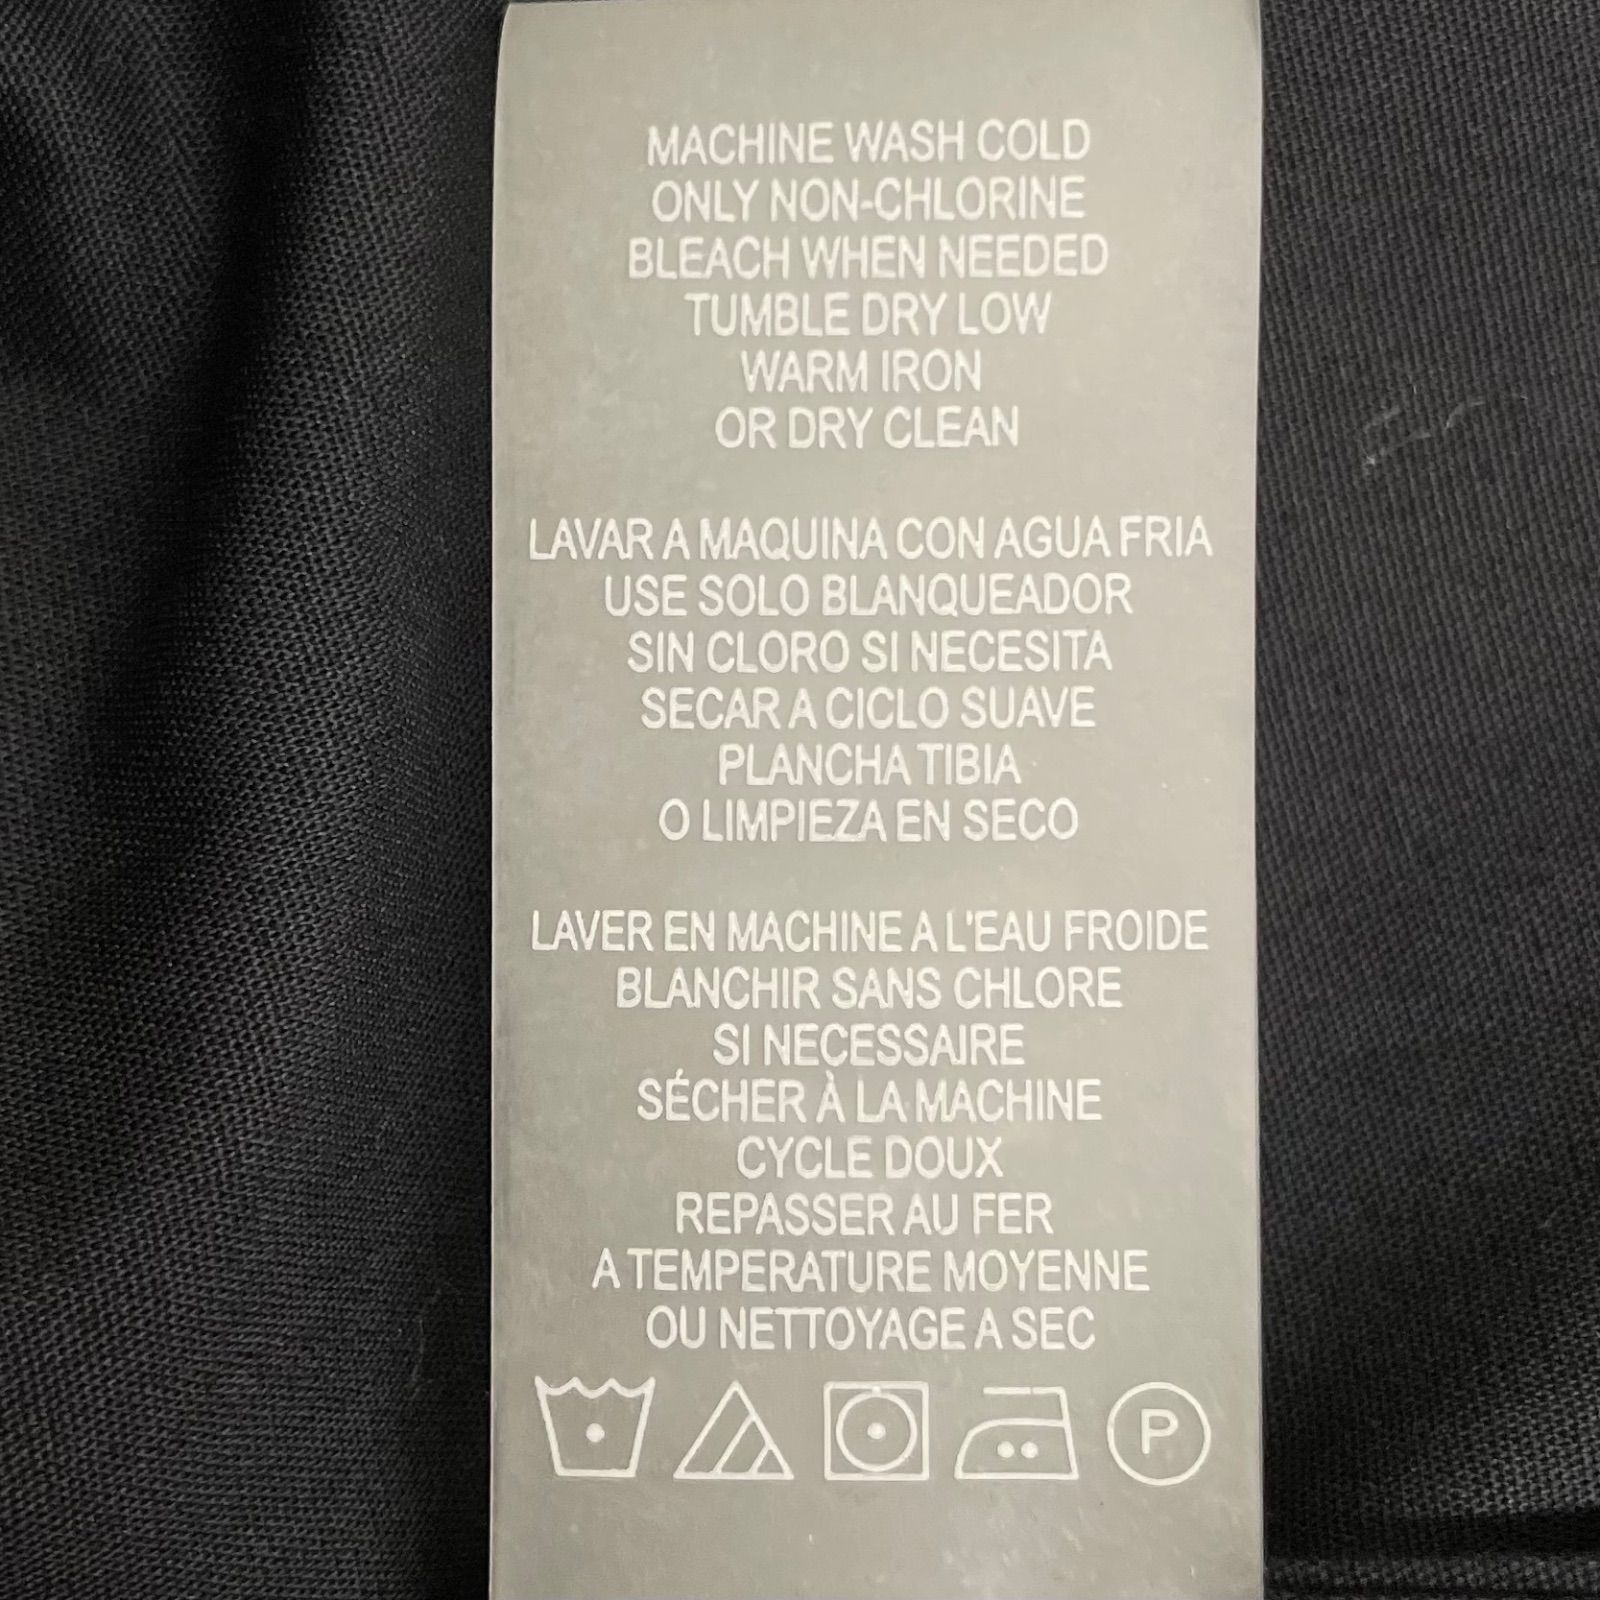 MACHINE WASH COLD
ONLY NON-CHLORINE
BLEACH WHEN NEEDED
TUMBLE DRY LOW
WARM IRON
OR DRY CLEAN
LAVAR A MAQUINA CON AGUA FRIA
USE SOLO BLANQUEADOR
SIN CLORO SI NECESITA
SECAR A CICLO SUAVE
PLANCHA TIBIA
O LIMPIEZA EN SECO
LAVER EN MACHINE A L'EAU FROIDE
BLANCHIR SANS CHLORE
SI NECESSAIRE
SÉCHER À LA MACHINE
CYCLE DOUX
REPASSER AU FER
A TEMPERATURE MOYENNE
OU NETTOYAGE A SEC
P